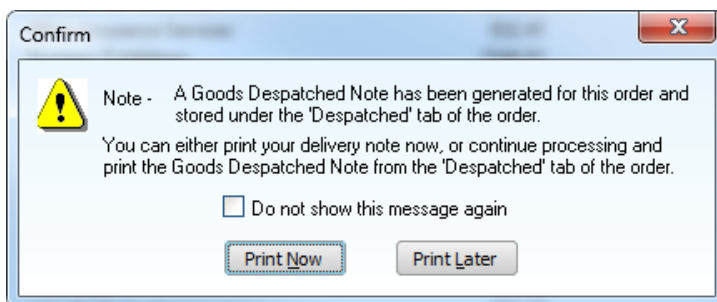 Confirm
Note - A Goods Despatched Note has been generated for this order and
stored under the 'Despatched' tab of the order.
You can either print your delivery note now, or continue processing and
print the Goods Despatched Note from the 'Despatched' tab of the order.
Do not show this message again
Print Now Print Later